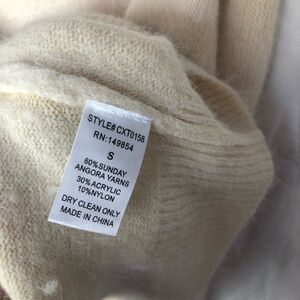 STYLE# CXT0158
RN:149854
S
60%SUNDAY
ANGORA YARNS
30%ACRYLIC
10%NYLON
DRY CLEAN ONLY
MADE IN CHINA